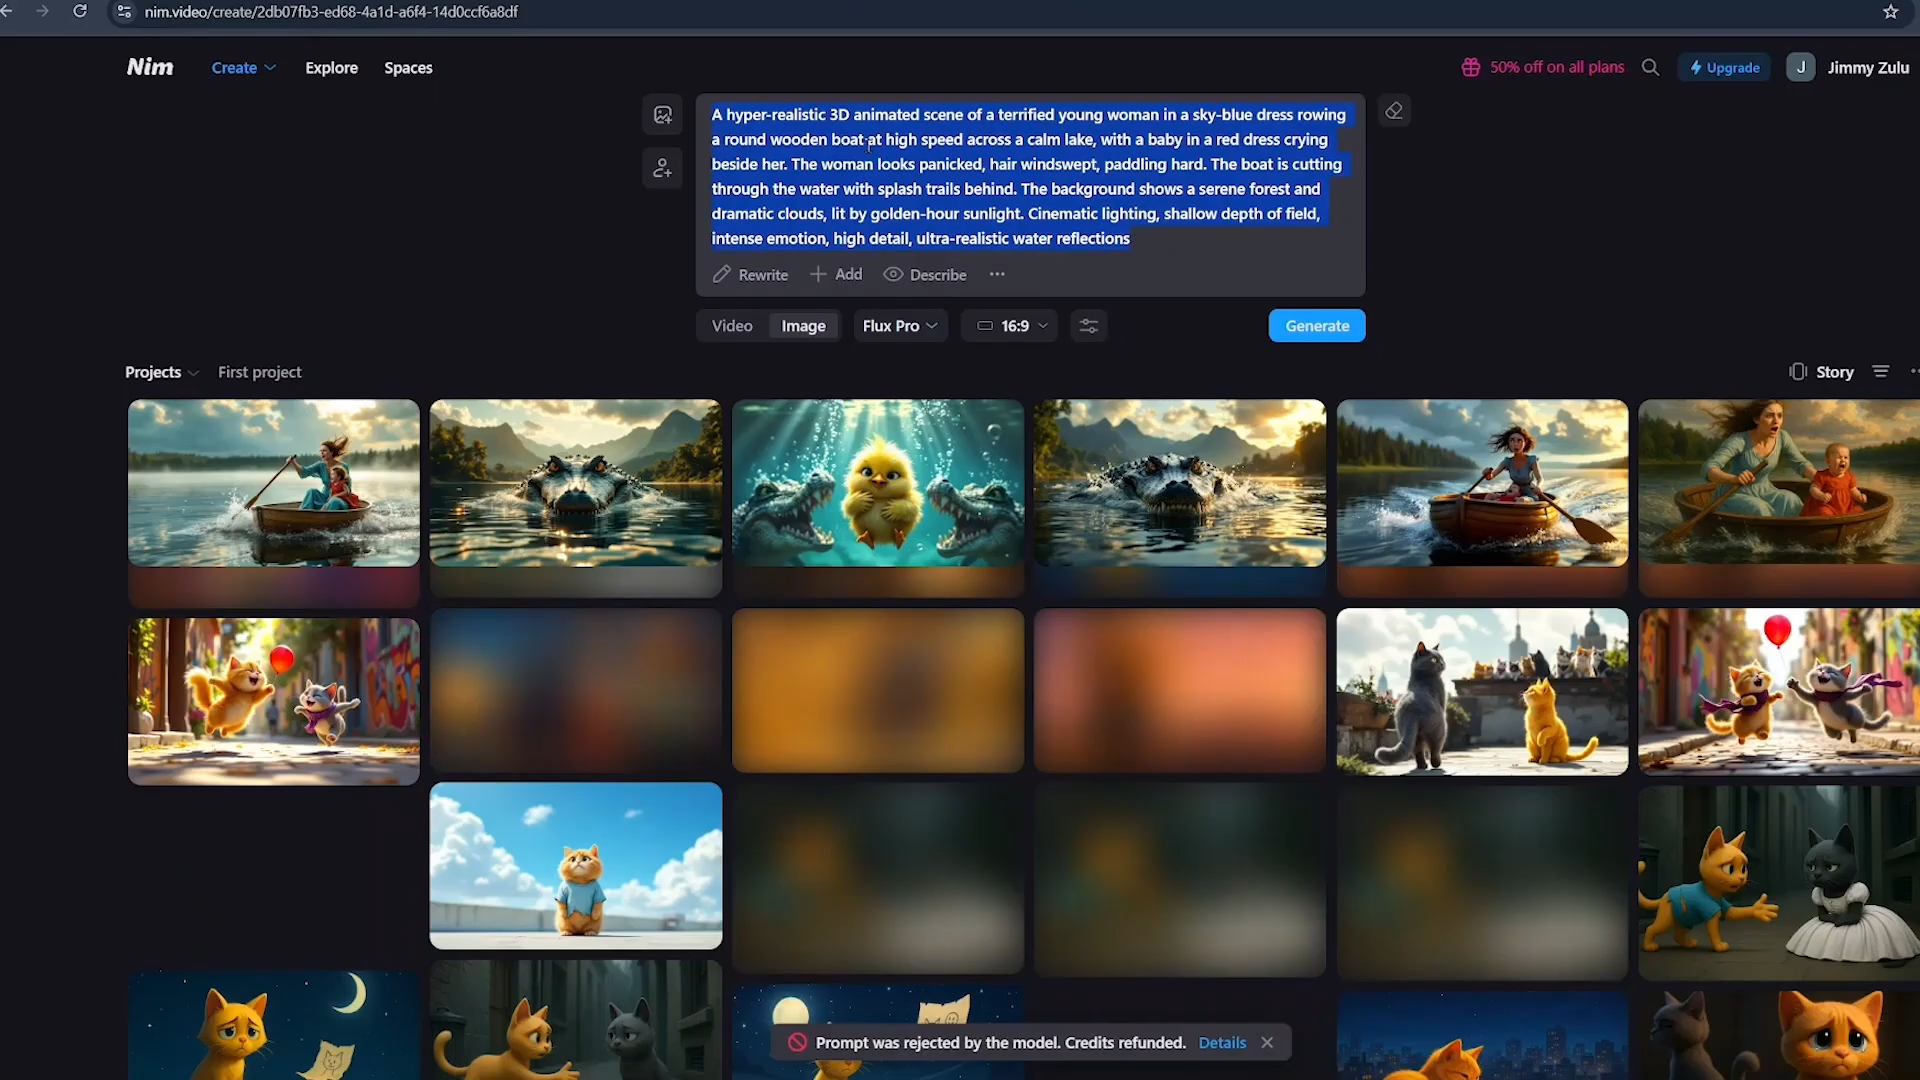 nim.video/create/2db07fb3-ed68-4a1d-a6f4-14d0ccf6a8df
Nim
Create
Explore
Spaces
50% off on all plans
Upgrade
J
Jimmy Zulu
A hyper-realistic 3D animated scene of a terrified young woman in a sky-blue dress rowing
a round wooden boat at high speed across a calm lake, with a baby in a red dress crying
beside her. The woman looks panicked, hair windswept, paddling hard. The boat is cutting
through the water with splash trails behind. The background shows a serene forest and
dramatic clouds, lit by golden-hour sunlight. Cinematic lighting, shallow depth of field,
intense emotion, high detail, ultra-realistic water reflections
Rewrite
Add
Describe
Video
Image
Flux Pro
16:9
Generate
Projects
First project
Story
Prompt was rejected by the model. Credits refunded.
Details